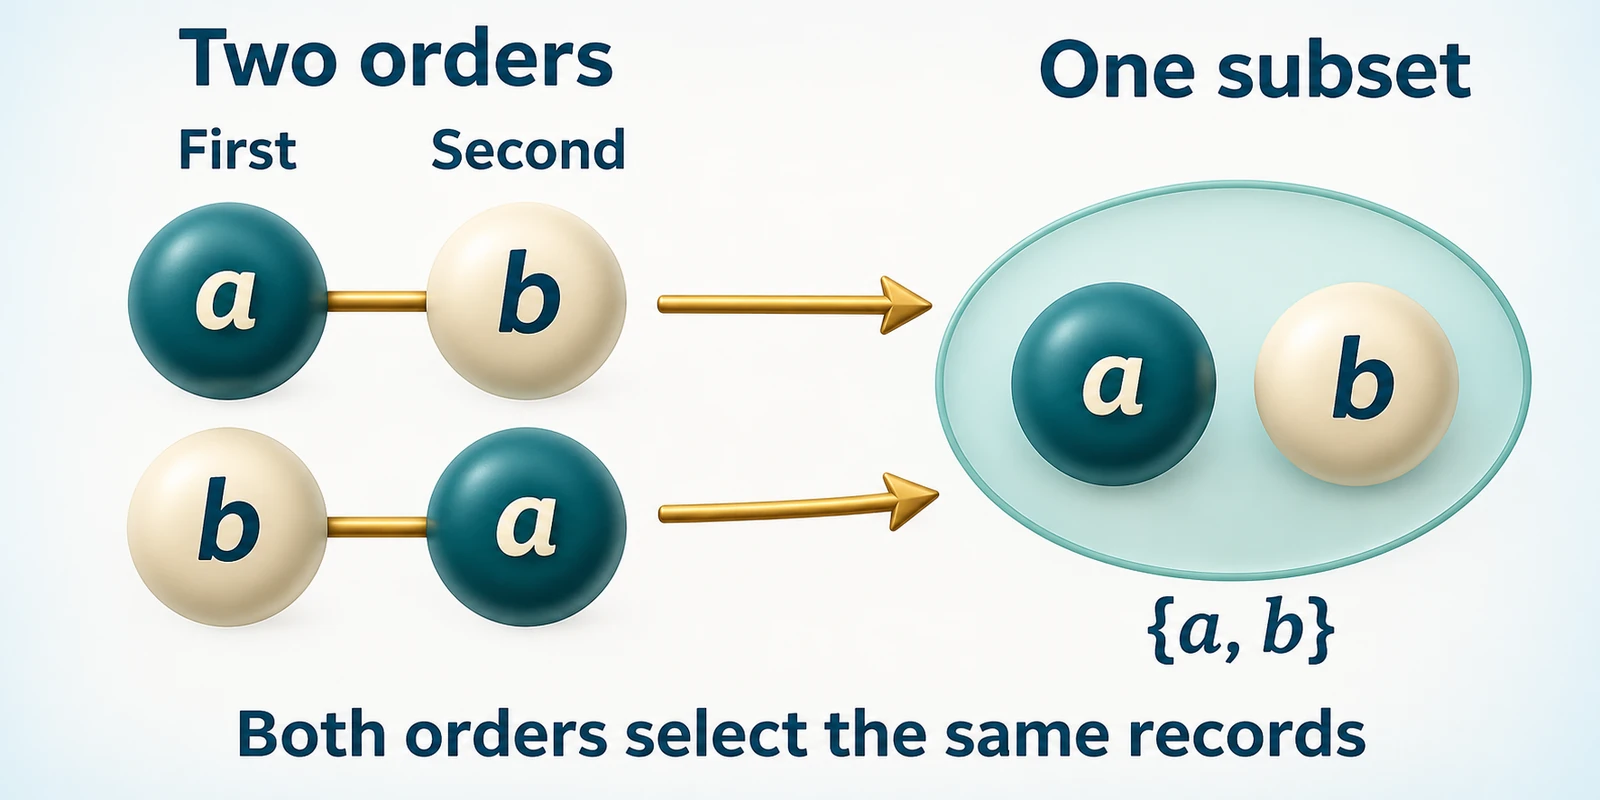 Two orders
One subset
First Second
a b
b a
a b
{a, b}
Both orders select the same records